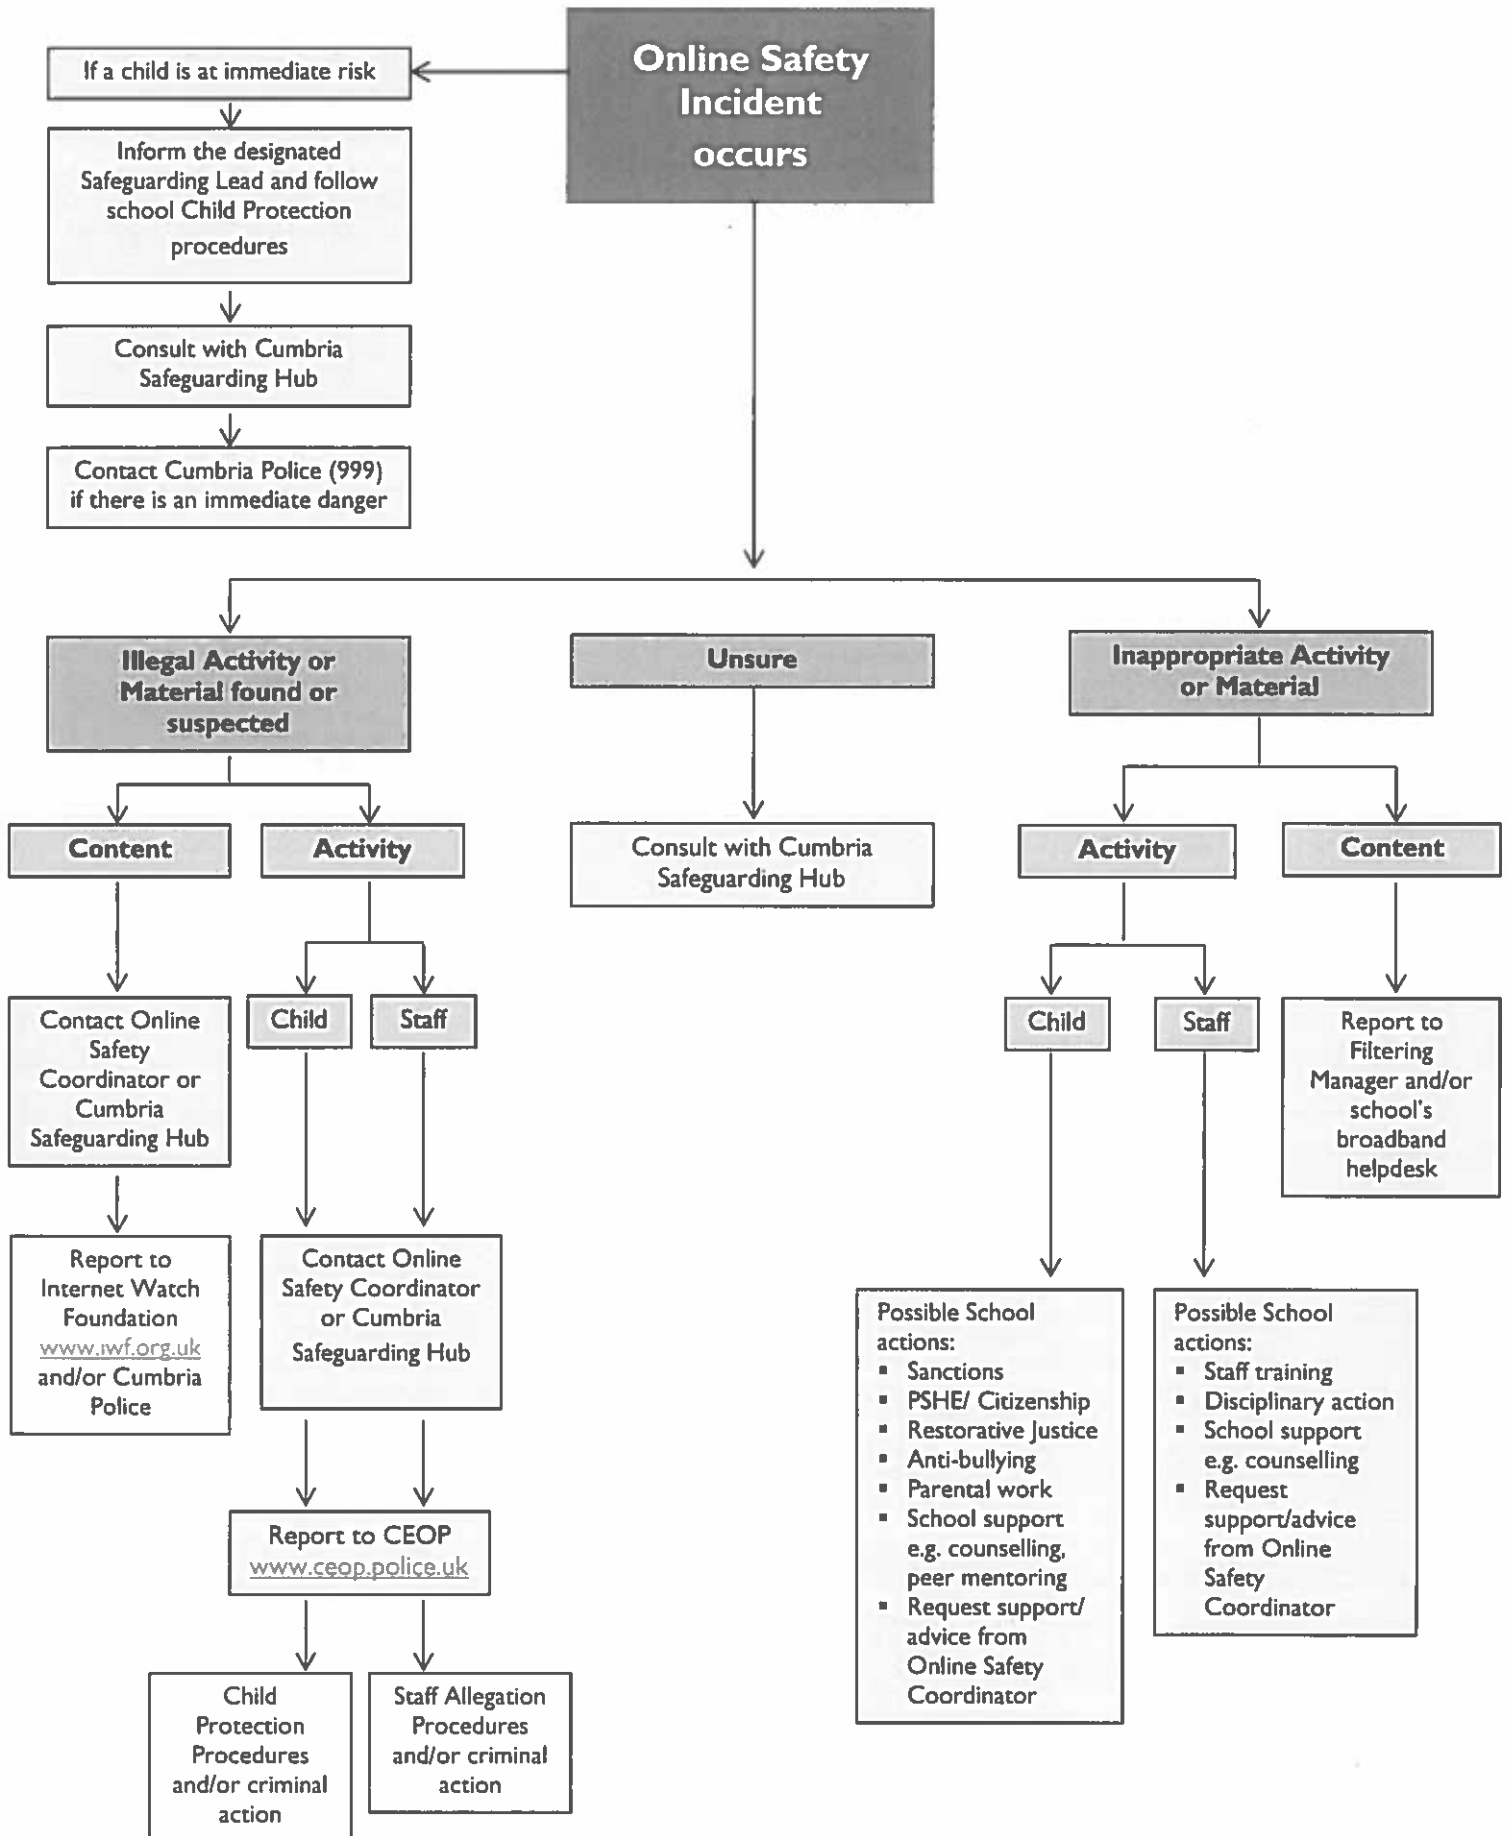 Online Safety
Incident
occurs
If a child is at immediate risk
Inform the designated
Safeguarding Lead and follow
school Child Protection
procedures
Consult with Cumbria
Safeguarding Hub
Contact Cumbria Police (999)
if there is an immediate danger
Illegal Activity or
Material found or
suspected
Content
Contact Online
Safety
Coordinator or
Cumbria
Safeguarding Hub
Report to
Internet Watch
Foundation
www.iwf.org.uk
and/or Cumbria
Police
Activity
Child
Staff
Contact Online
Safety Coordinator
or Cumbria
Safeguarding Hub
Report to CEOP
www.ceop.police.uk
Child
Protection
Procedures
and/or criminal
action
Staff Allegation
Procedures
and/or criminal
action
Unsure
Consult with Cumbria
Safeguarding Hub
Inappropriate Activity
or Material
Activity
Child
Possible School
actions:
▪ Sanctions
▪ PSHE/ Citizenship
▪ Restorative Justice
▪ Anti-bullying
▪ Parental work
▪ School support
e.g. counselling,
peer mentoring
▪ Request support/
advice from
Online Safety
Coordinator
Staff
Possible School
actions:
▪ Staff training
▪ Disciplinary action
▪ School support
e.g. counselling
▪ Request
support/advice
from Online
Safety
Coordinator
Content
Report to
Filtering
Manager and/or
school's
broadband
helpdesk